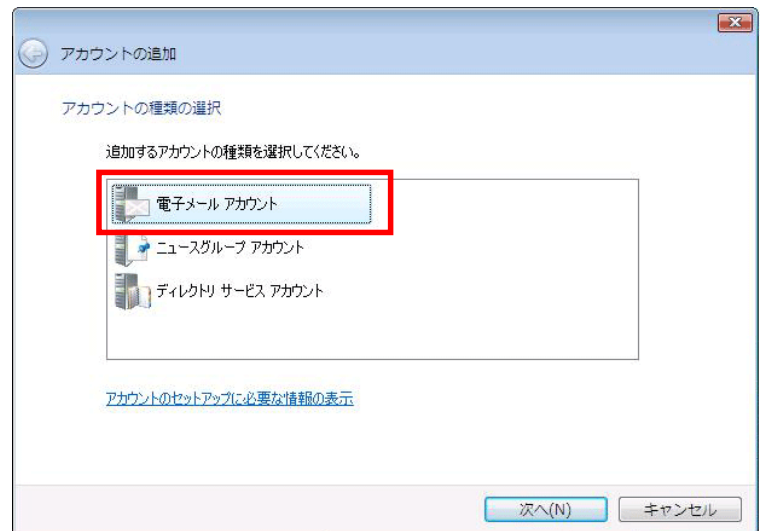 アカウントの追加
アカウントの種類の選択
追加するアカウントの種類を選択してください。
電子メール アカウント
ニュースグループ アカウント
ディレクトリ サービス アカウント
アカウントのセットアップに必要な情報の表示
次へ(N)
キャンセル